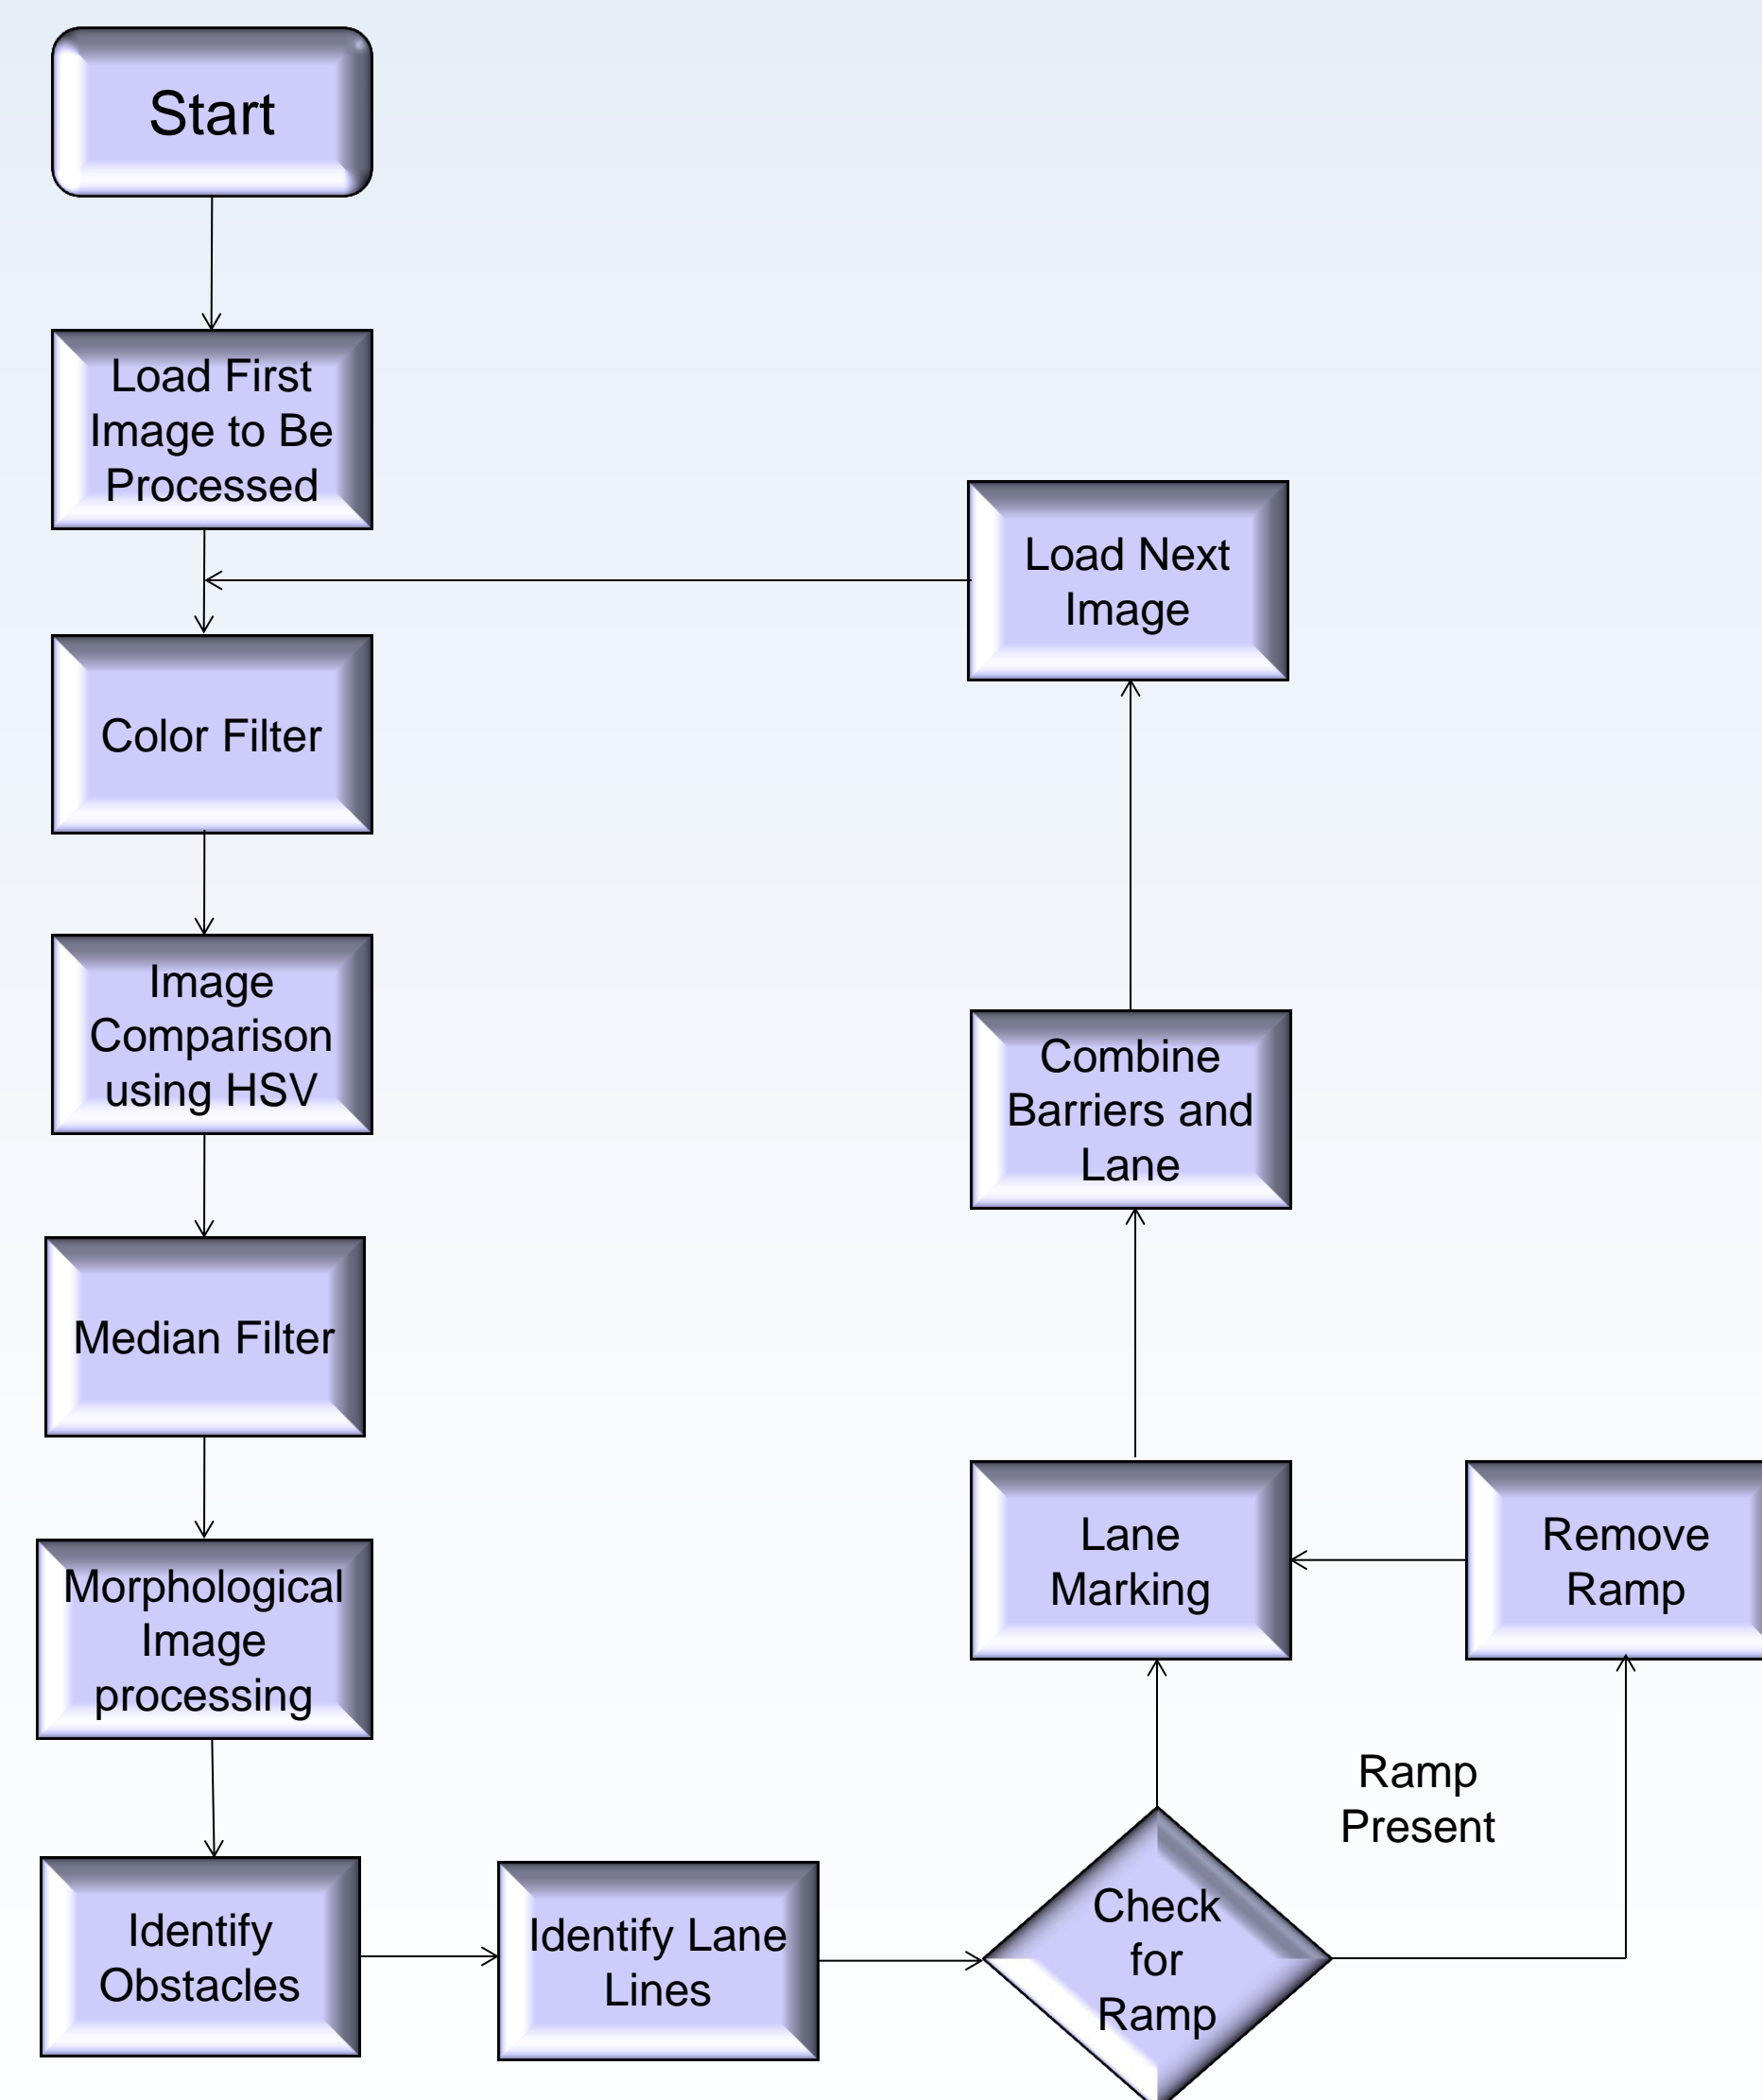 Start
Load First
Image to Be
Processed
Load Next
Image
Color Filter
Image
Comparison
using HSV
Combine
Barriers and
Lane
Median Filter
Lane
Marking
Remove
Ramp
Morphological
Image
processing
Ramp
Present
Identify
Obstacles
Identify Lane
Lines
Check
for
Ramp